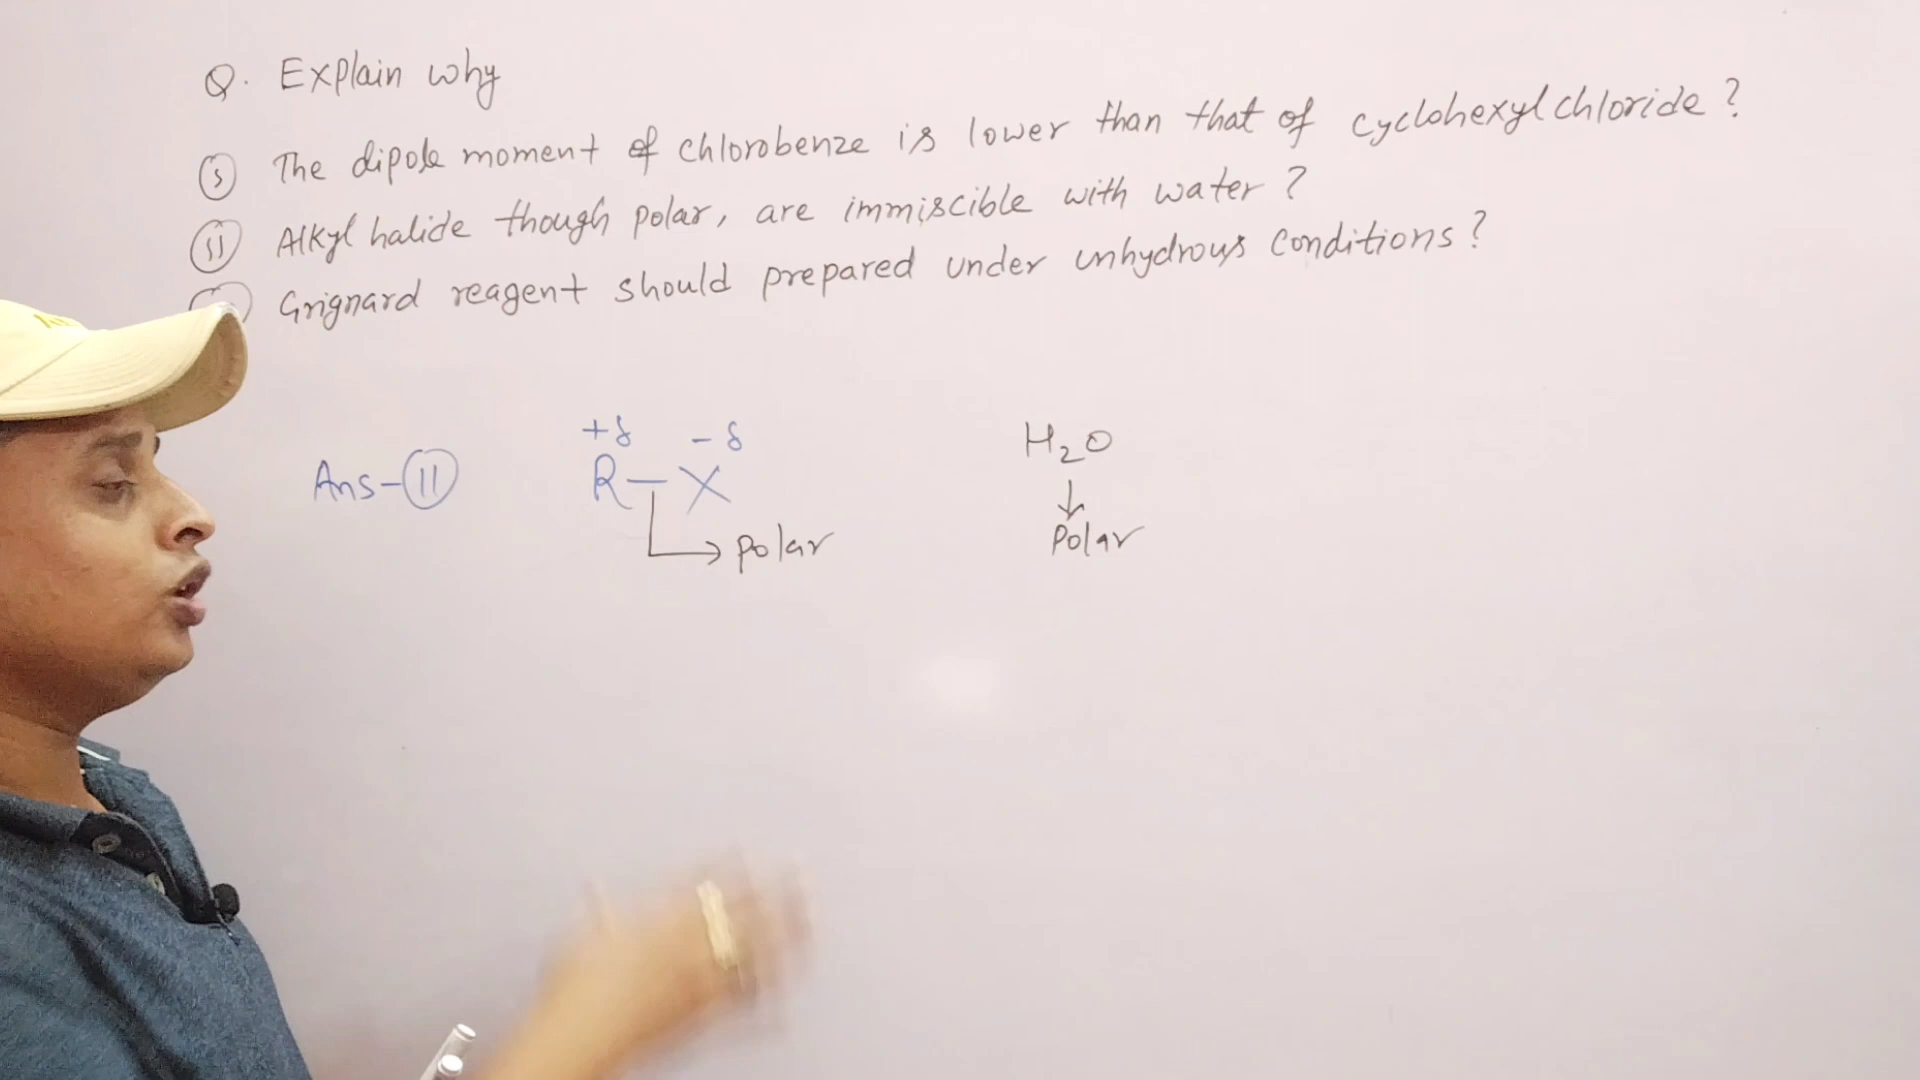 Q. Explain why
(i) The dipole moment of chlorobenze is lower than that of cyclohexyl chloride?
(ii) Alkyl halide though polar, are immiscible with water?
Grignard reagent should prepared under unhydrous conditions?
+δ -δ
H₂O
Ans-(11) R-X
↓
→ polar
Polar